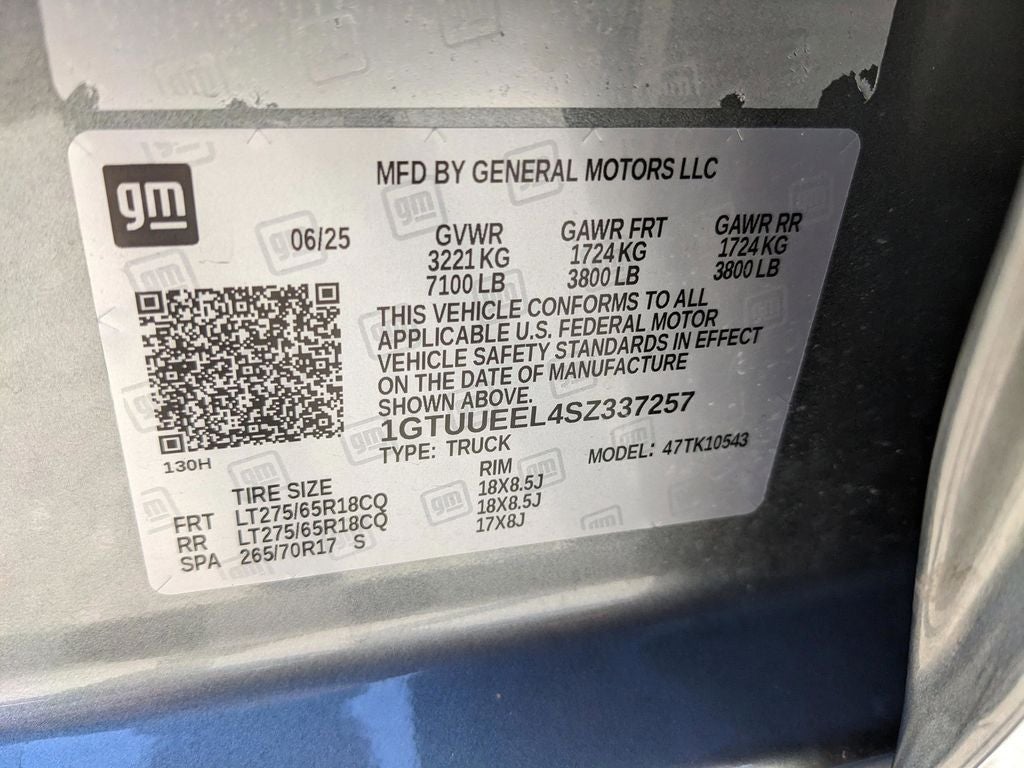 gm
MFD BY GENERAL MOTORS LLC
06/25
GVWR GAWR FRT GAWR RR
3221 KG 1724 KG 1724 KG
7100 LB 3800 LB 3800 LB
THIS VEHICLE CONFORMS TO ALL
APPLICABLE U.S. FEDERAL MOTOR
VEHICLE SAFETY STANDARDS IN EFFECT
ON THE DATE OF MANUFACTURE
SHOWN ABOVE.
1GTUUEEL4SZ337257
TYPE: TRUCK MODEL: 47TK10543
130H
TIRE SIZE RIM
FRT LT275/65R18CQ 18X8.5J
RR LT275/65R18CQ 18X8.5J
SPA 265/70R17 S 17X8J